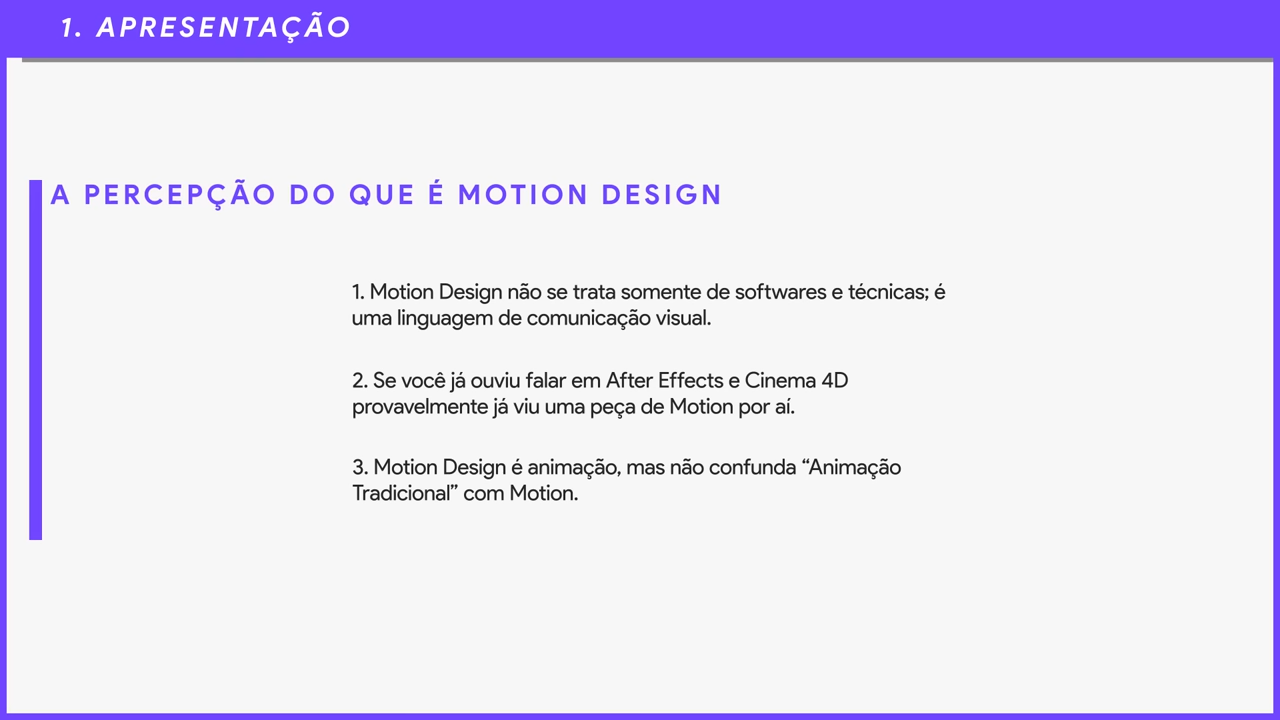 1. APRESENTAÇÃO
A PERCEPÇÃO DO QUE É MOTION DESIGN
1. Motion Design não se trata somente de softwares e técnicas; é
uma linguagem de comunicação visual.
2. Se você já ouviu falar em After Effects e Cinema 4D
provavelmente já viu uma peça de Motion por aí.
3. Motion Design é animação, mas não confunda “Animação
Tradicional” com Motion.